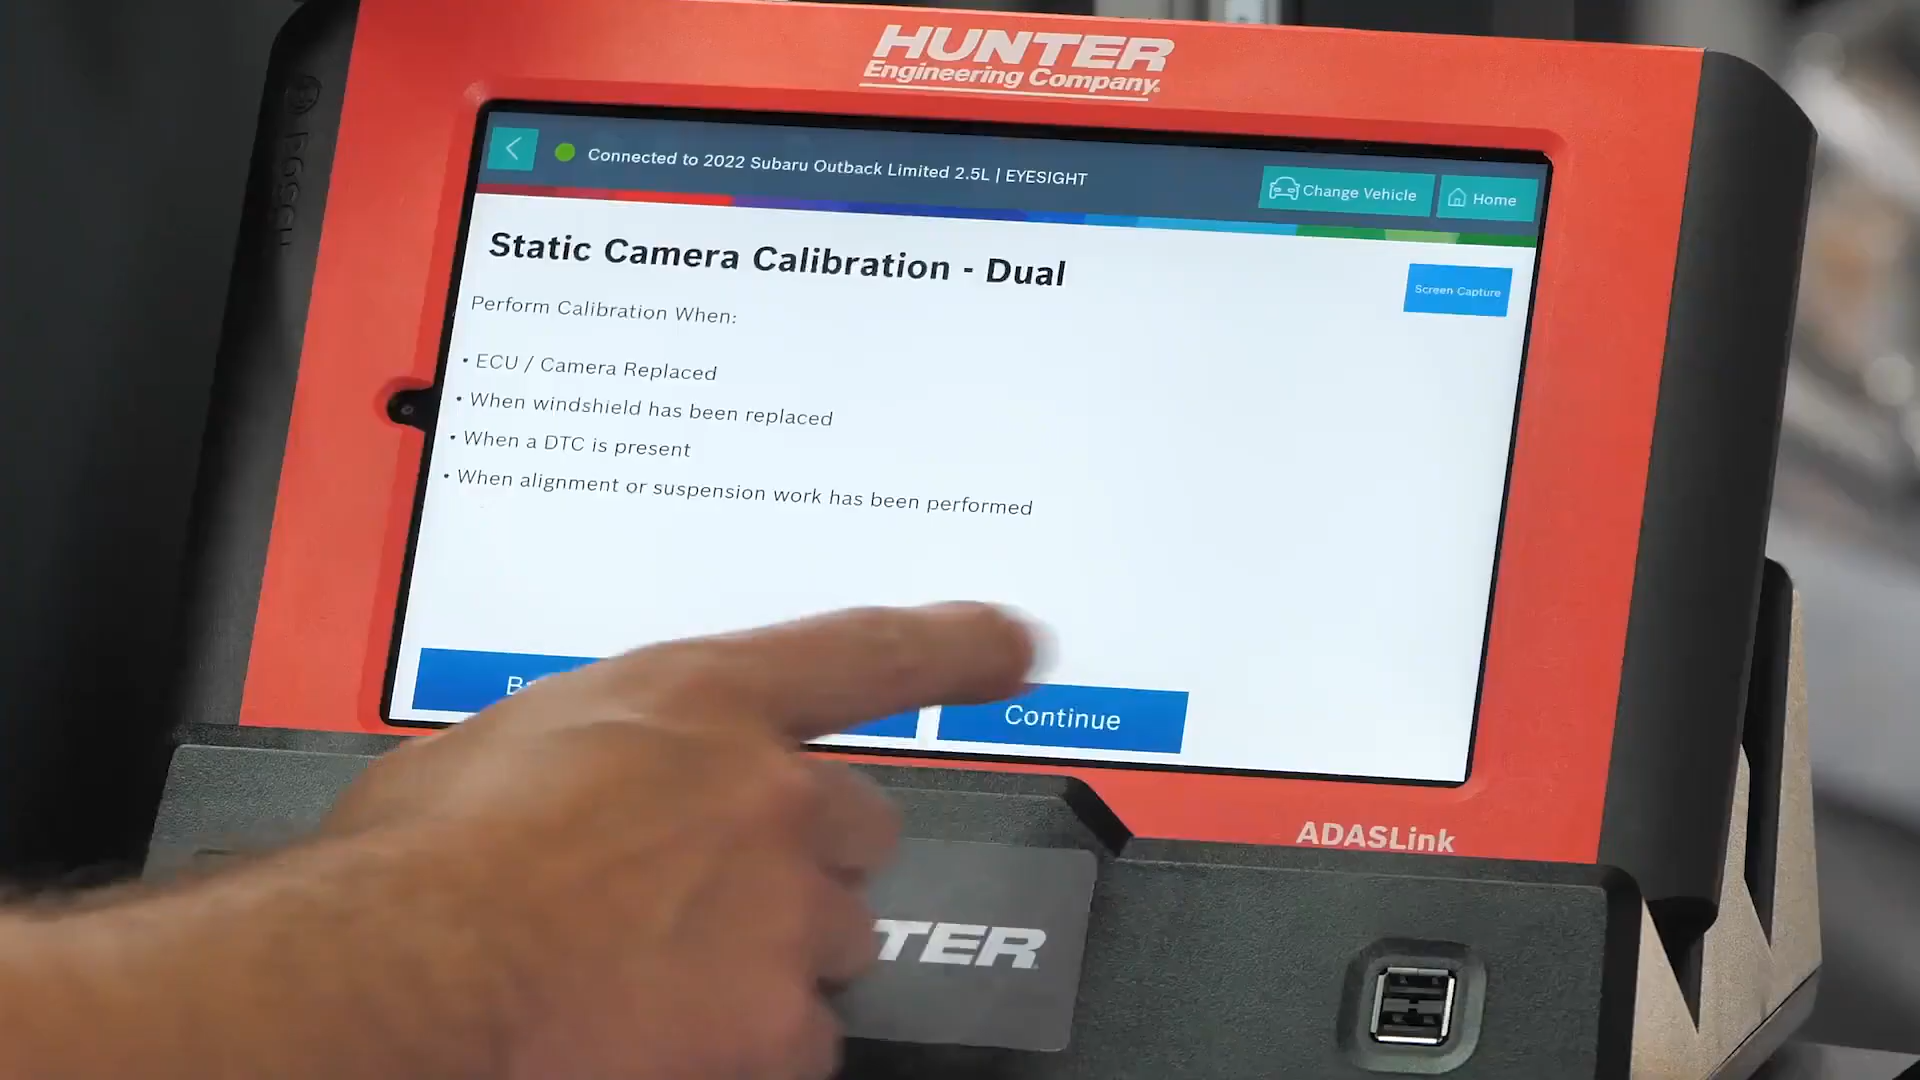 HUNTER
Engineering Company
BOSCH
Connected to 2022 Subaru Outback Limited 2.5L | EYESIGHT
Change Vehicle
Home
Static Camera Calibration - Dual
Screen Capture
Perform Calibration When:
• ECU / Camera Replaced
• When windshield has been replaced
• When a DTC is present
• When alignment or suspension work has been performed
Continue
ADASLink
TER